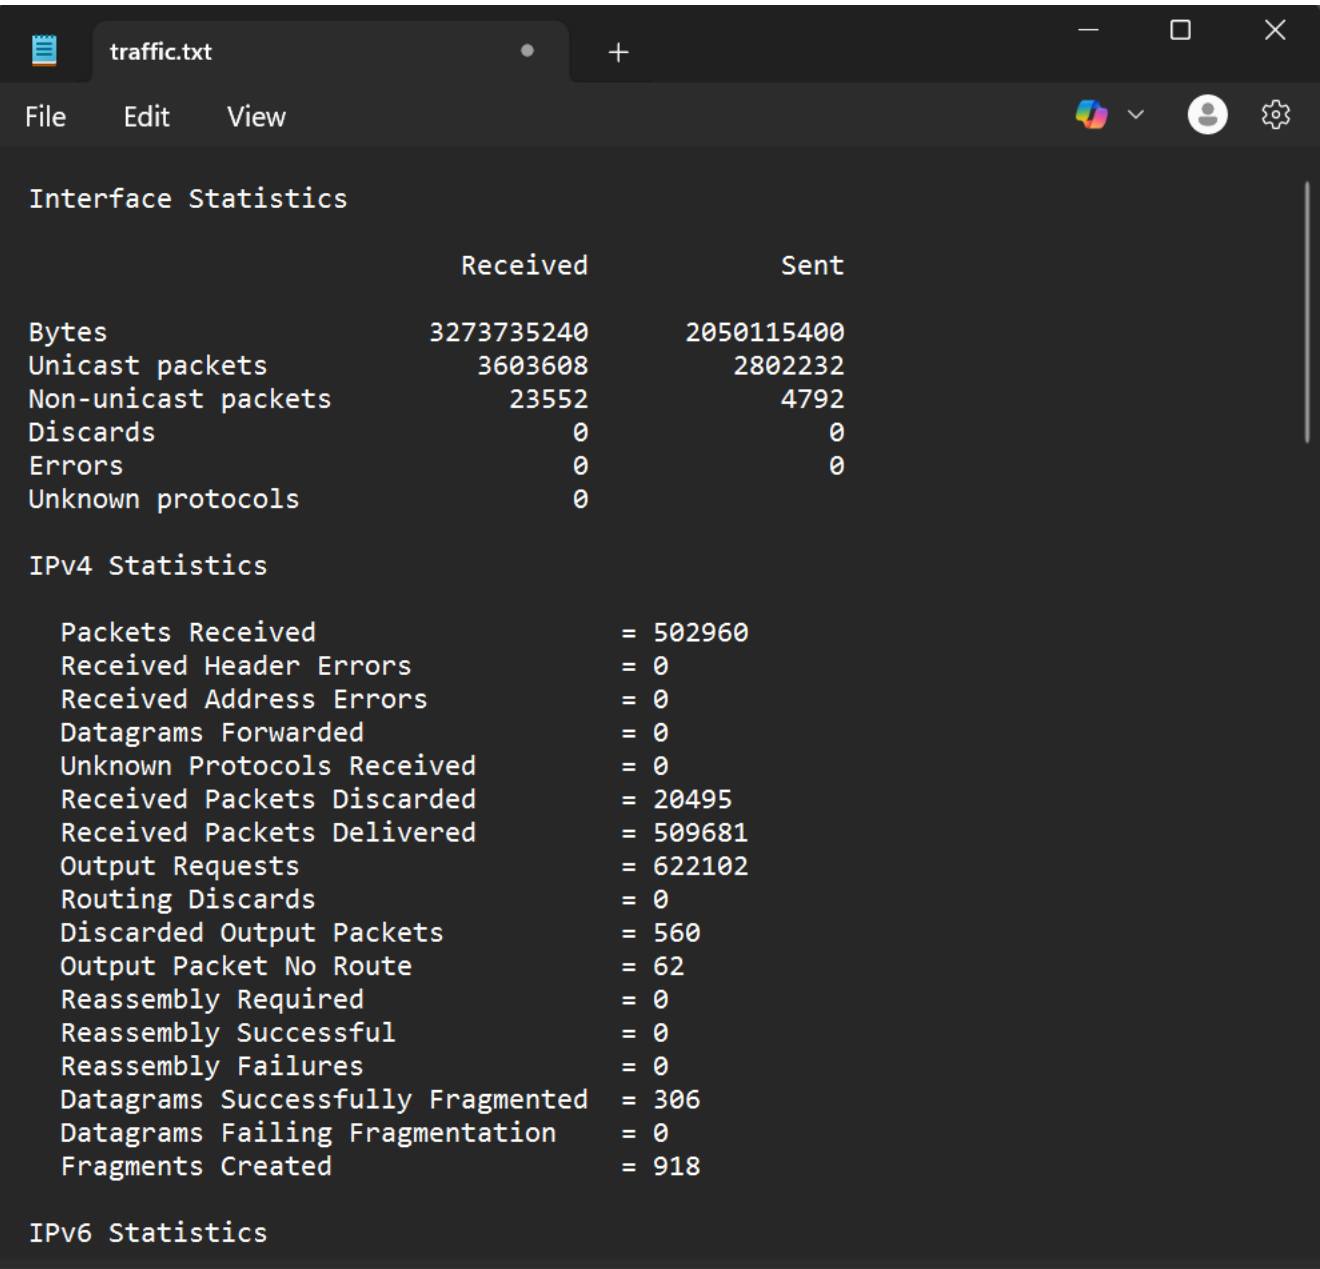 traffic.txt
File Edit View
Interface Statistics
Received Sent
Bytes 3273735240 2050115400
Unicast packets 3603608 2802232
Non-unicast packets 23552 4792
Discards 0 0
Errors 0 0
Unknown protocols 0
IPv4 Statistics
Packets Received = 502960
Received Header Errors = 0
Received Address Errors = 0
Datagrams Forwarded = 0
Unknown Protocols Received = 0
Received Packets Discarded = 20495
Received Packets Delivered = 509681
Output Requests = 622102
Routing Discards = 0
Discarded Output Packets = 560
Output Packet No Route = 62
Reassembly Required = 0
Reassembly Successful = 0
Reassembly Failures = 0
Datagrams Successfully Fragmented = 306
Datagrams Failing Fragmentation = 0
Fragments Created = 918
IPv6 Statistics